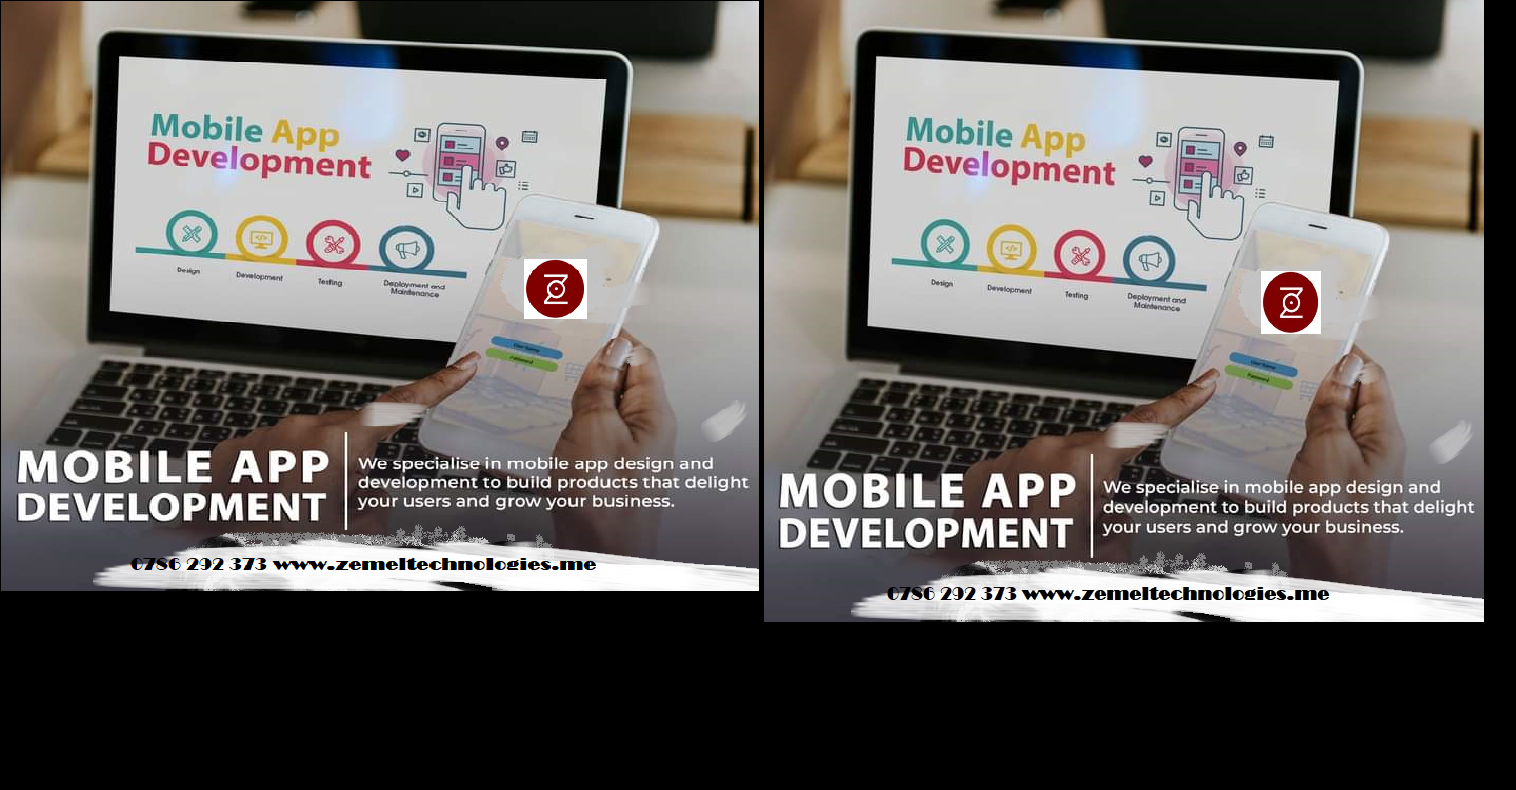 Mobile App
Development
Design
Development
Testing
Deployment and
Maintenance
User Name
Password
MOBILE APP
DEVELOPMENT
We specialise in mobile app design and
development to build products that delight
your users and grow your business.
0786 292 373 www.zemeltechnologies.me
Mobile App
Development
Design
Development
Testing
Deployment and
Maintenance
User Name
Password
MOBILE APP
DEVELOPMENT
We specialise in mobile app design and
development to build products that delight
your users and grow your business.
0786 292 373 www.zemeltechnologies.me